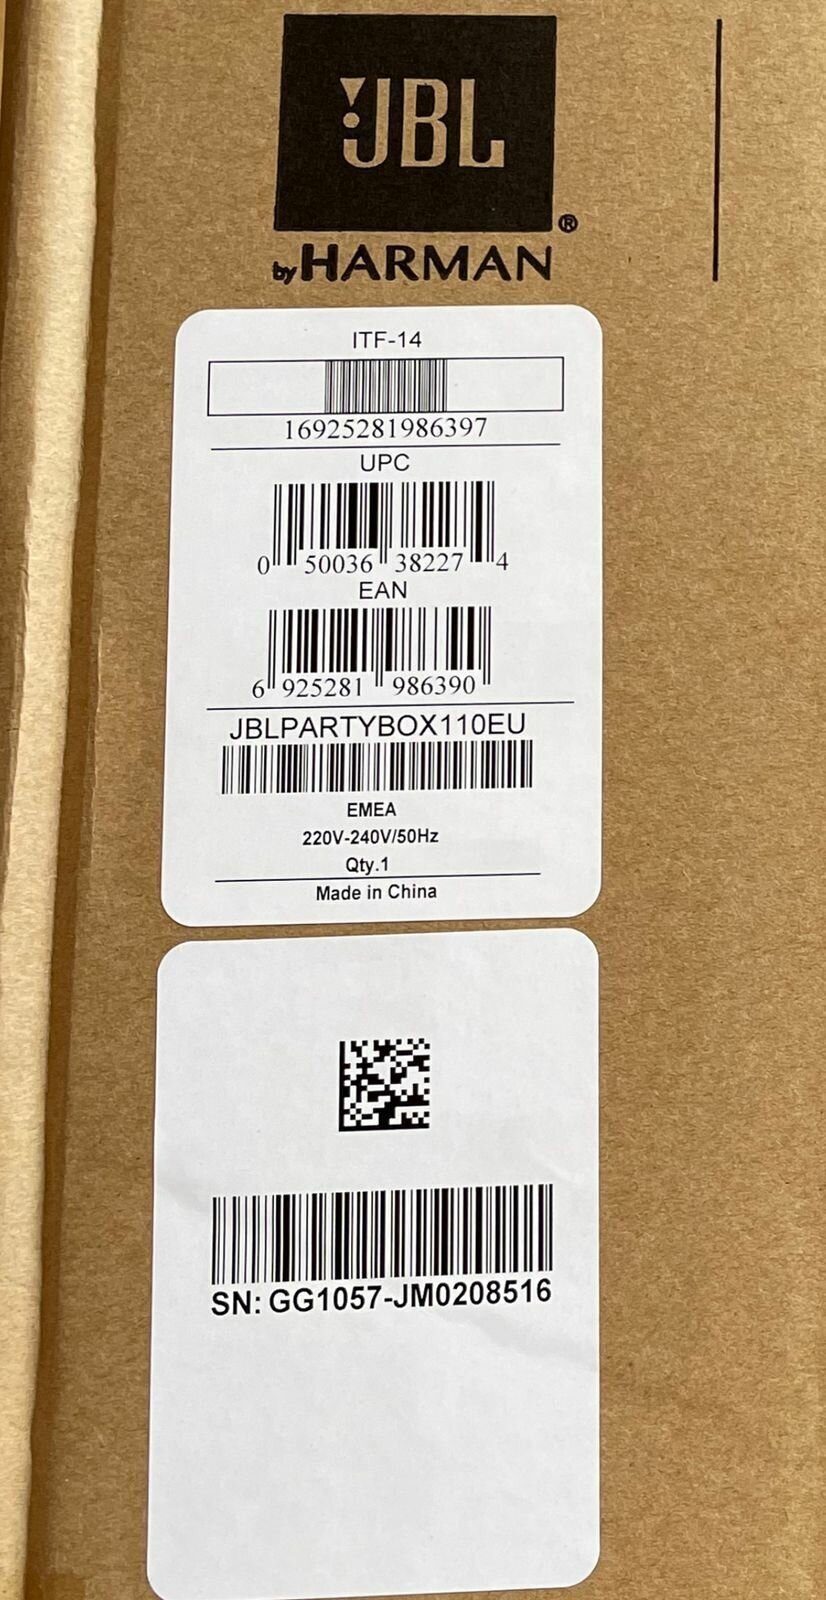 JBL®
by HARMAN
ITF-14
16925281986397
UPC
0 50036 38227 4
EAN
6 925281 986390
JBLPARTYBOX110EU
EMEA
220V-240V/50Hz
Qty.1
Made in China
SN: GG1057-JM0208516